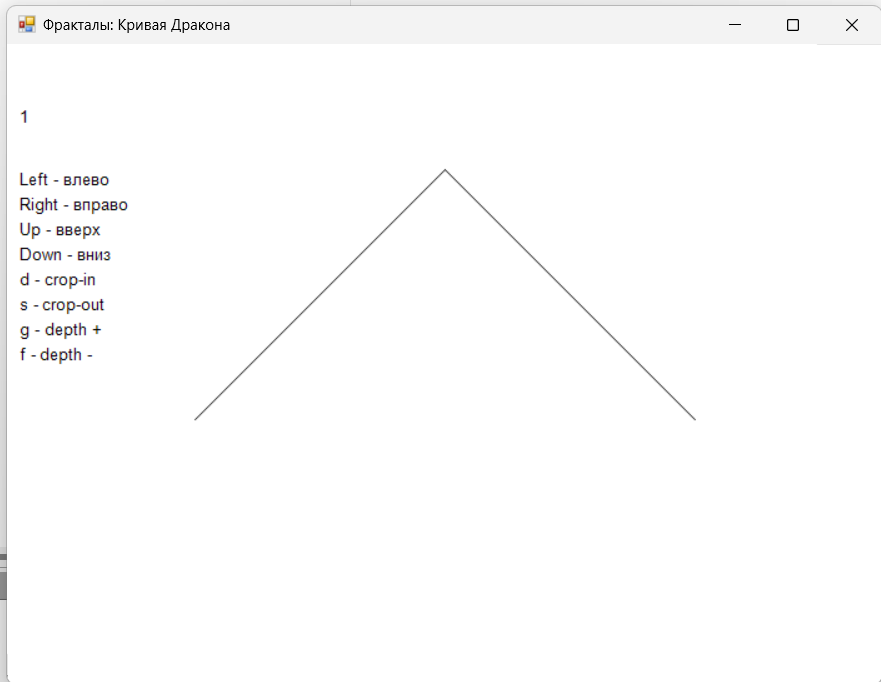 Фракталы: Кривая Дракона
1
Left - влево
Right - вправо
Up - вверх
Down - вниз
d - crop-in
s - crop-out
g - depth +
f - depth -